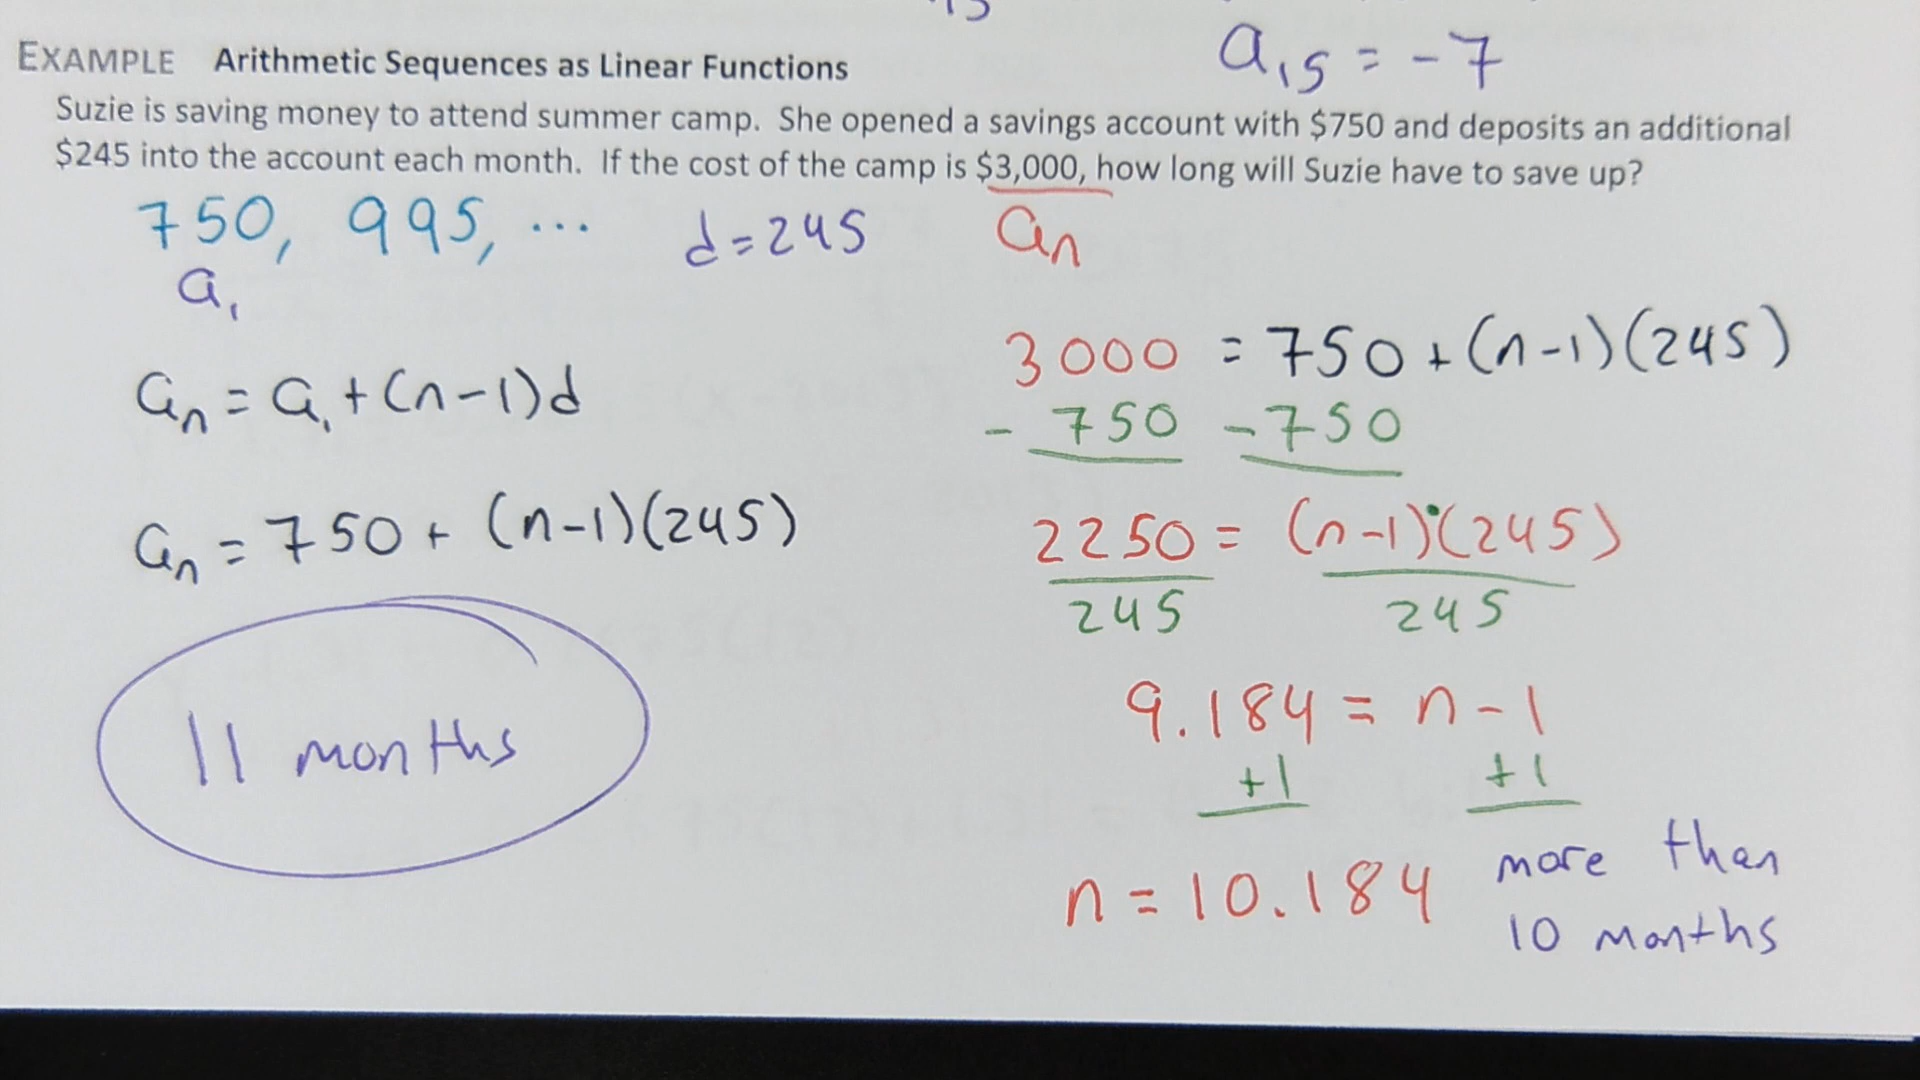 a₁₅ = -7
EXAMPLE Arithmetic Sequences as Linear Functions
Suzie is saving money to attend summer camp. She opened a savings account with $750 and deposits an additional
$245 into the account each month. If the cost of the camp is $3,000, how long will Suzie have to save up?
750, 995, ... d=245 aₙ
a₁
aₙ = a₁ + (n-1)d
aₙ = 750 + (n-1)(245)
11 months
3000 = 750 + (n-1)(245)
- 750 -750
2250 = (n-1)·(245)
245 245
9.184 = n - 1
+1 +1
n = 10.184
more than
10 months